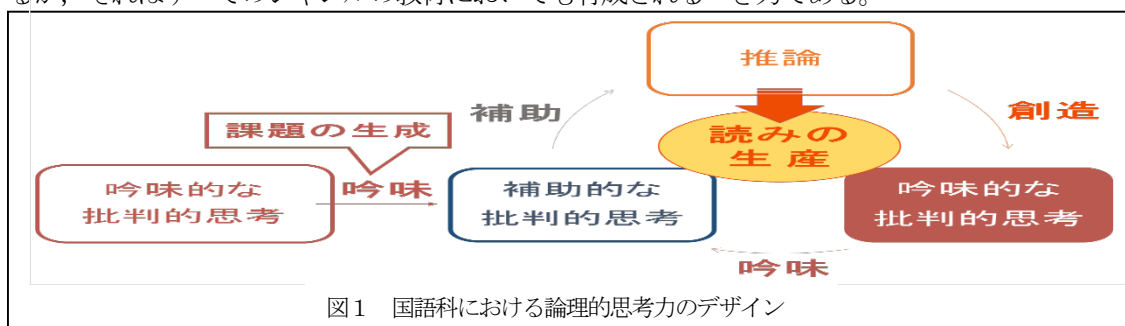 推論
補助
創造
課題の生成
読みの
生産
吟味的な
批判的思考
吟味
補助的な
批判的思考
吟味的な
批判的思考
吟味
図1 国語科における論理的思考力のデザイン